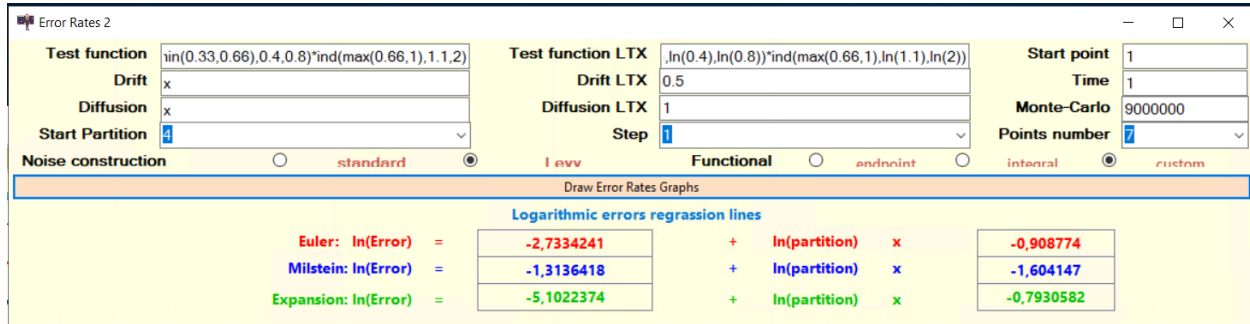 Error Rates 2
Test function nin(0.33,0.66),0.4,0.8)*ind(max(0.66,1),1.1,2) Test function LTX ,ln(0.4),ln(0.8))*ind(max(0.66,1),ln(1.1),ln(2)) Start point 1
Drift x Drift LTX 0.5 Time 1
Diffusion x Diffusion LTX 1 Monte-Carlo 9000000
Start Partition 4 Step 1 Points number 7
Noise construction standard Levy Functional endpoint integral custom
Draw Error Rates Graphs
Logarithmic errors regrassion lines
Euler: ln(Error) = -2,7334241 + ln(partition) x -0,908774
Milstein: ln(Error) = -1,3136418 + ln(partition) x -1,604147
Expansion: ln(Error) = -5,1022374 + ln(partition) x -0,7930582